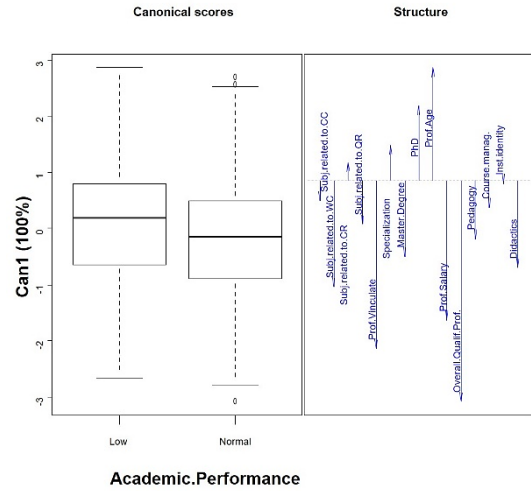 Canonical scores
Structure
3
2
1
0
-1
-2
-3
Can1 (100%)
0
0
0
Low
Normal
Academic.Performance
Subj.related.to.CC
Subj.related.to.WC
Subj.related.to.CR
Subj.related.to.QR
Prof.Vinculate
Specialization
Master.Degree
PhD
Prof.Age
Prof.Salary
Overall.Qualif.Prof.
Pedagogy
Course.manag.
Inst.identity
Didactics